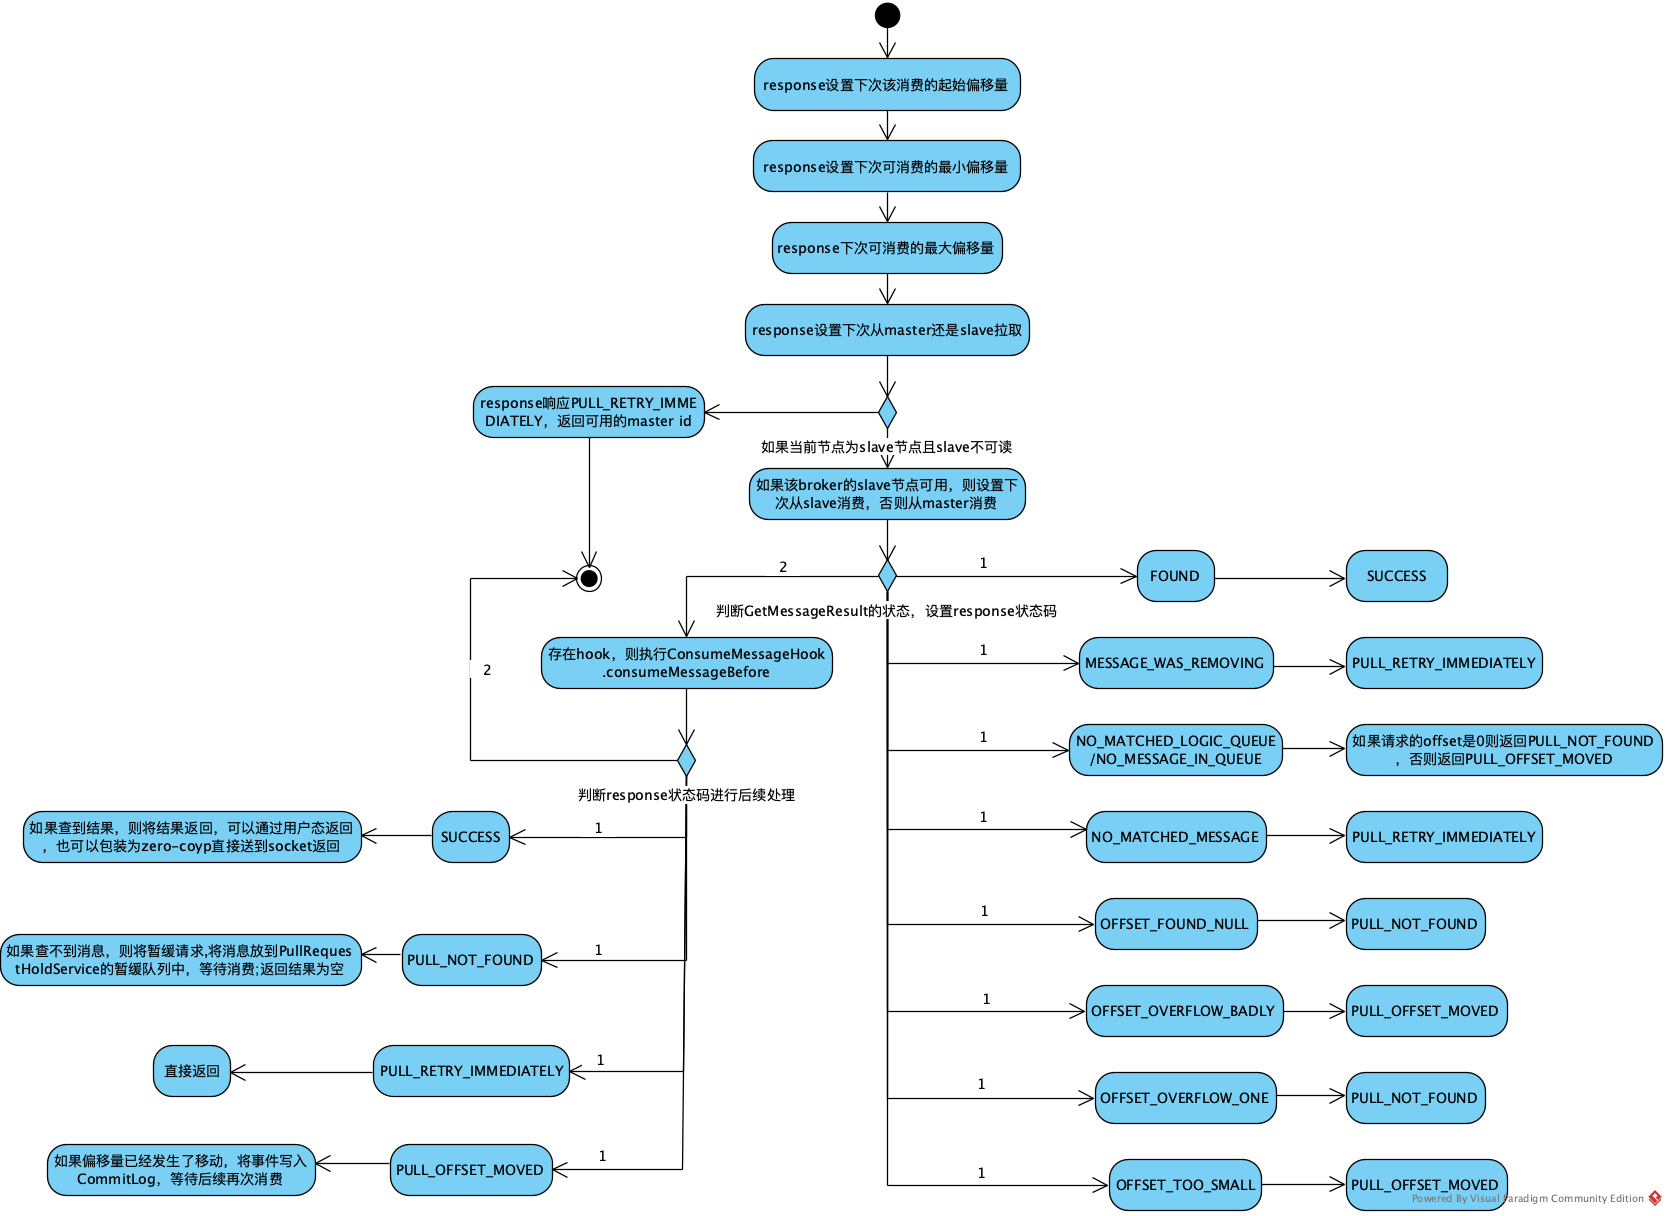 response设置下次该消费的起始偏移量
response设置下次可消费的最小偏移量
response下次可消费的最大偏移量
response设置下次从master还是slave拉取
response响应PULL_RETRY_IMME
DIATELY，返回可用的master id
如果当前节点为slave节点且slave不可读
如果该broker的slave节点可用，则设置下
次从slave消费，否则从master消费
2
1
FOUND
SUCCESS
判断GetMessageResult的状态，设置response状态码
存在hook，则执行ConsumeMessageHook
.consumeMessageBefore
1
MESSAGE_WAS_REMOVING
PULL_RETRY_IMMEDIATELY
2
1
NO_MATCHED_LOGIC_QUEUE
/NO_MESSAGE_IN_QUEUE
如果请求的offset是0则返回PULL_NOT_FOUND
，否则返回PULL_OFFSET_MOVED
判断response状态码进行后续处理
如果查到结果，则将结果返回，可以通过用户态返回
，也可以包装为zero-coyp直接送到socket返回
SUCCESS
1
1
NO_MATCHED_MESSAGE
PULL_RETRY_IMMEDIATELY
1
OFFSET_FOUND_NULL
PULL_NOT_FOUND
如果查不到消息，则将暂缓请求,将消息放到PullReques
tHoldService的暂缓队列中，等待消费;返回结果为空
PULL_NOT_FOUND
1
1
OFFSET_OVERFLOW_BADLY
PULL_OFFSET_MOVED
直接返回
PULL_RETRY_IMMEDIATELY
1
1
OFFSET_OVERFLOW_ONE
PULL_NOT_FOUND
如果偏移量已经发生了移动，将事件写入
CommitLog，等待后续再次消费
PULL_OFFSET_MOVED
1
1
OFFSET_TOO_SMALL
PULL_OFFSET_MOVED
Powered By Visual Paradigm Community Edition